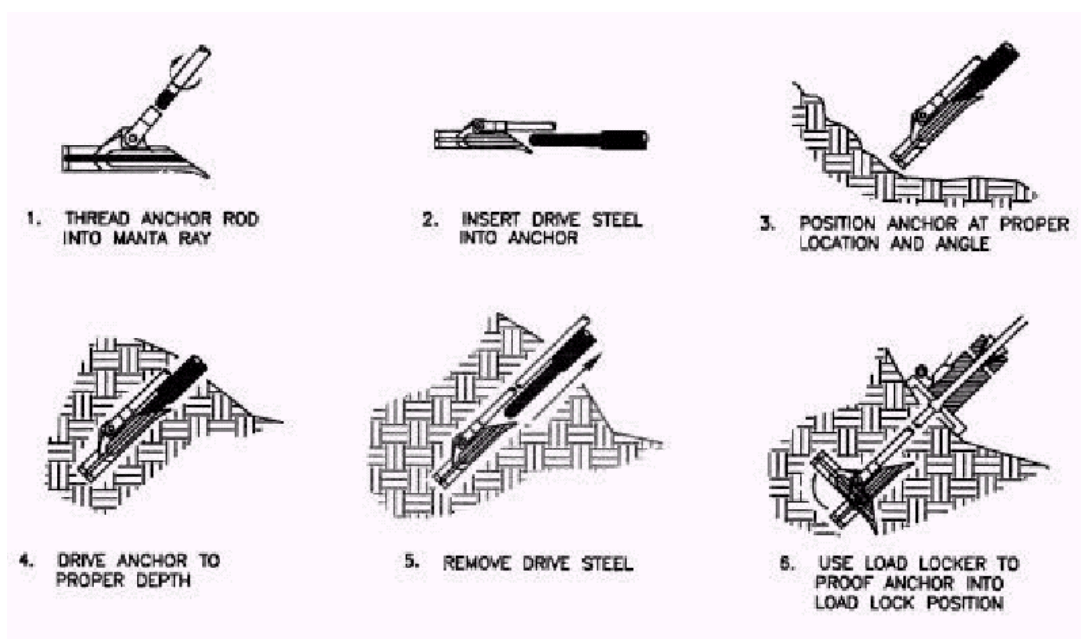 1. THREAD ANCHOR ROD
INTO MANTA RAY
2. INSERT DRIVE STEEL
INTO ANCHOR
3. POSITION ANCHOR AT PROPER
LOCATION AND ANGLE
4. DRIVE ANCHOR TO
PROPER DEPTH
5. REMOVE DRIVE STEEL
6. USE LOAD LOCKER TO
PROOF ANCHOR INTO
LOAD LOCK POSITION